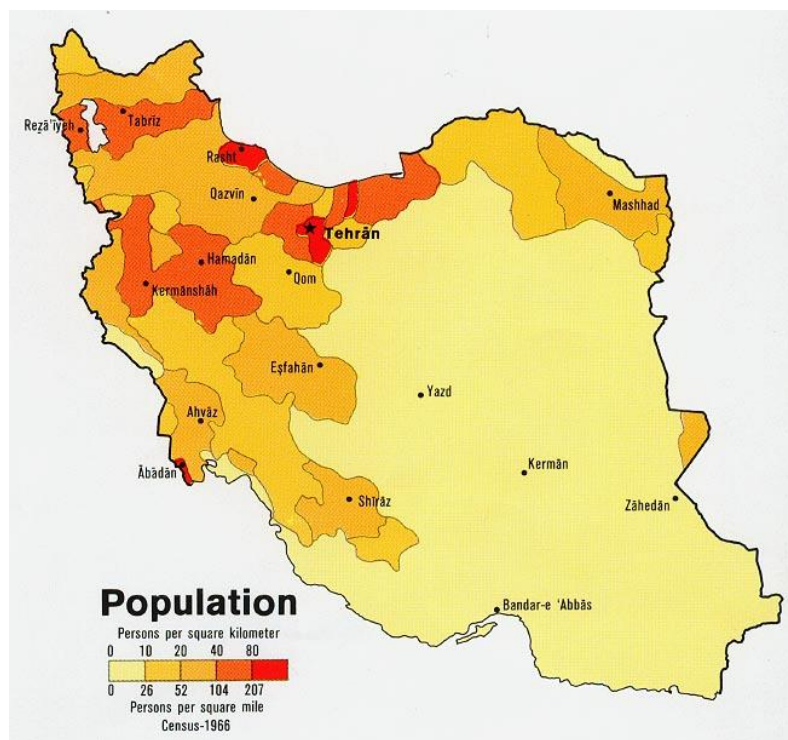 Tabrīz
Reẓā'īyeh
Rasht
Qazvīn
Mashhad
Tehrān
Hamadān
Qom
Kermānshāh
Eşfahān
Yazd
Ahvāz
Ābādān
Kermān
Shīrāz
Zāhedān
Bandar-e 'Abbās
Population
Persons per square kilometer
0 10 20 40 80
0 26 52 104 207
Persons per square mile
Census-1966